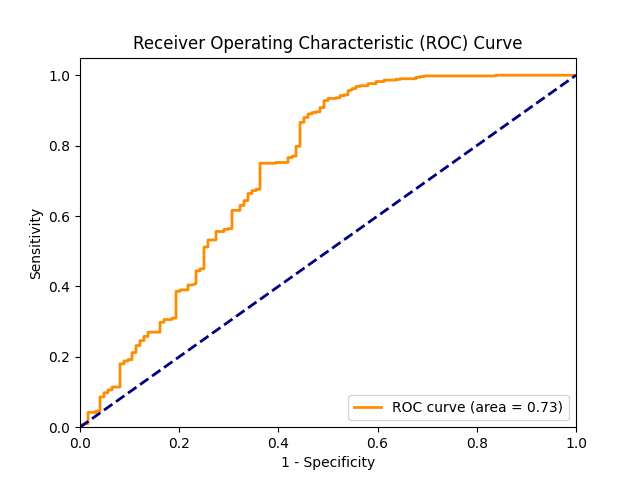 Receiver Operating Characteristic (ROC) Curve
1.0
0.8
0.6
0.4
0.2
0.0
Sensitivity
ROC curve (area = 0.73)
0.0 0.2 0.4 0.6 0.8 1.0
1 - Specificity